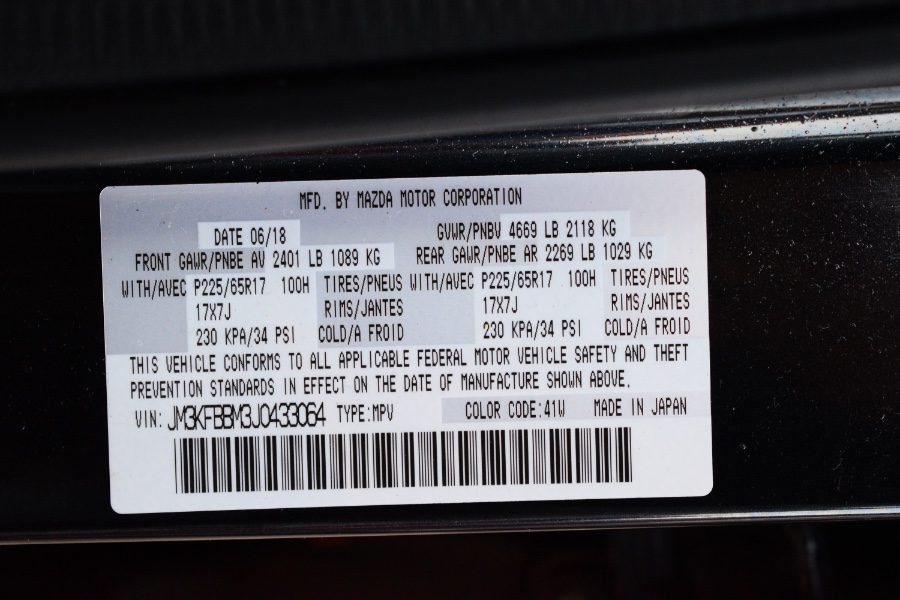 MFD. BY MAZDA MOTOR CORPORATION
DATE 06/18 GVWR/PNBV 4669 LB 2118 KG
FRONT GAWR/PNBE AV 2401 LB 1089 KG REAR GAWR/PNBE AR 2269 LB 1029 KG
WITH/AVEC P225/65R17 100H TIRES/PNEUS WITH/AVEC P225/65R17 100H TIRES/PNEUS
17X7J RIMS/JANTES 17X7J RIMS/JANTES
230 KPA/34 PSI COLD/A FROID 230 KPA/34 PSI COLD/A FROID
THIS VEHICLE CONFORMS TO ALL APPLICABLE FEDERAL MOTOR VEHICLE SAFETY AND THEFT
PREVENTION STANDARDS IN EFFECT ON THE DATE OF MANUFACTURE SHOWN ABOVE.
VIN: JM3KFBBM3J0433064 TYPE:MPV COLOR CODE:41W MADE IN JAPAN